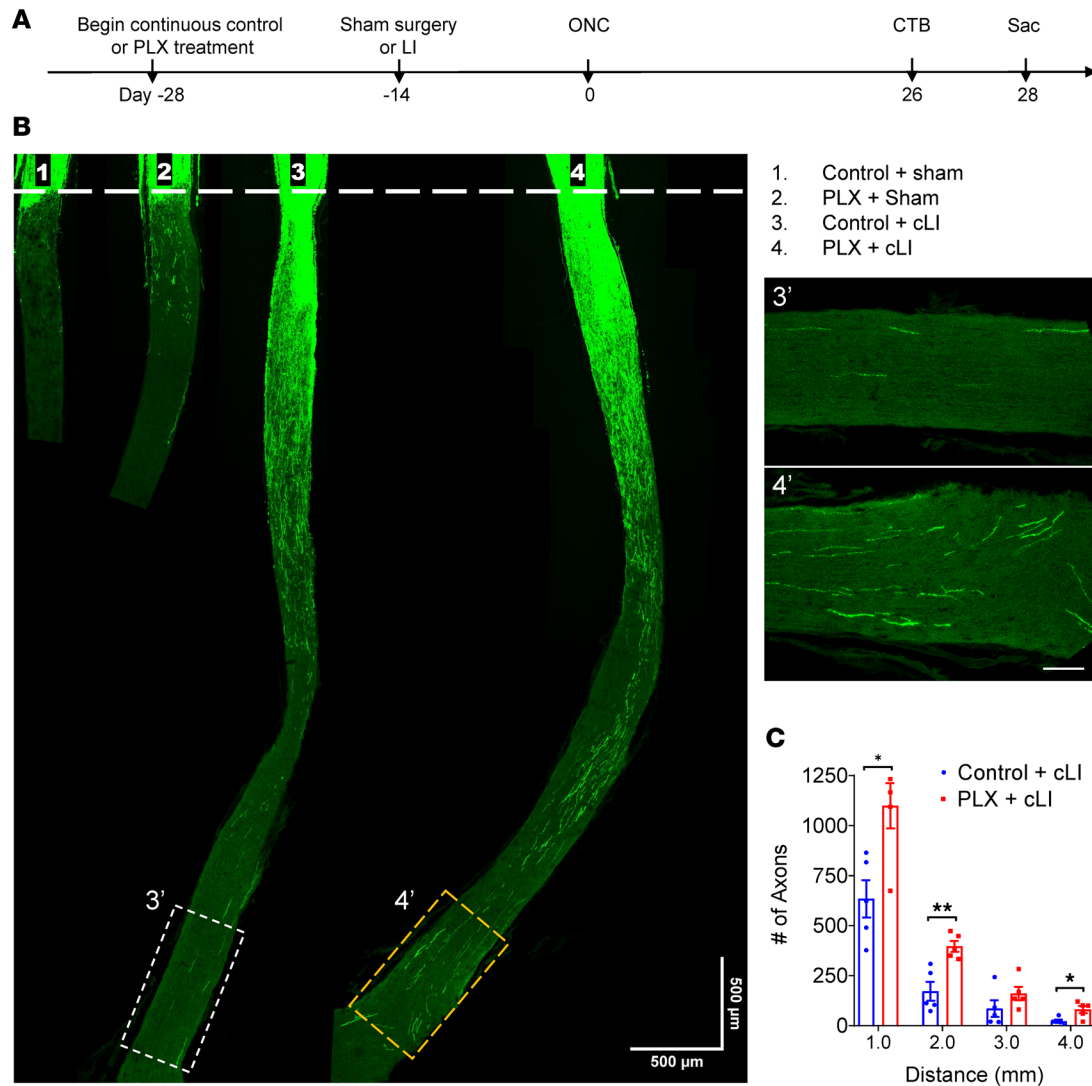 A
Begin continuous control
or PLX treatment
Sham surgery
or LI
ONC
CTB
Sac
Day -28
-14
0
26
28
B
1
2
3
4
1. Control + sham
2. PLX + Sham
3. Control + cLI
4. PLX + cLI
3’
4’
3’
4’
500 µm
500 µm
C
*
**
*
Control + cLI
PLX + cLI
# of Axons
1250
1000
750
500
250
0
1.0
2.0
3.0
4.0
Distance (mm)